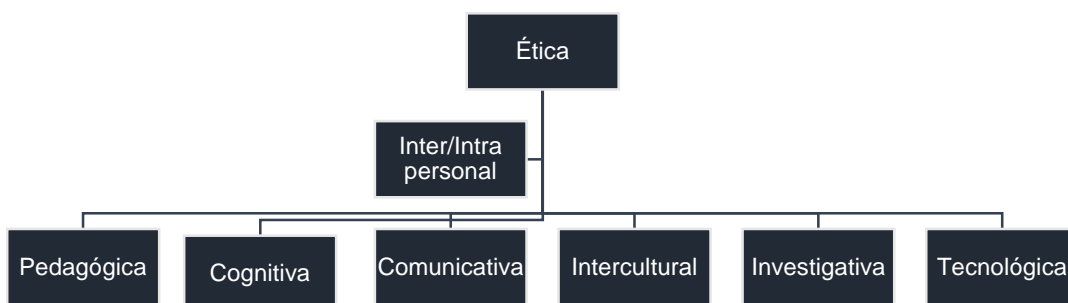 Ética
Inter/Intra
personal
Pedagógica
Cognitiva
Comunicativa
Intercultural
Investigativa
Tecnológica